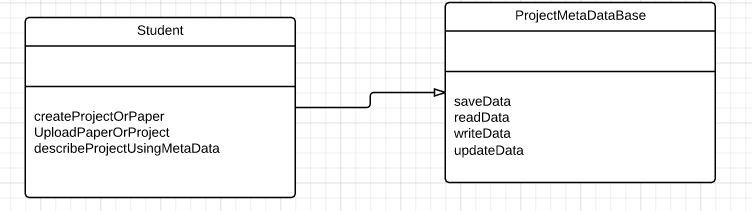 Student
createProjectOrPaper
UploadPaperOrProject
describeProjectUsingMetaData
ProjectMetaDataBase
saveData
readData
writeData
updateData